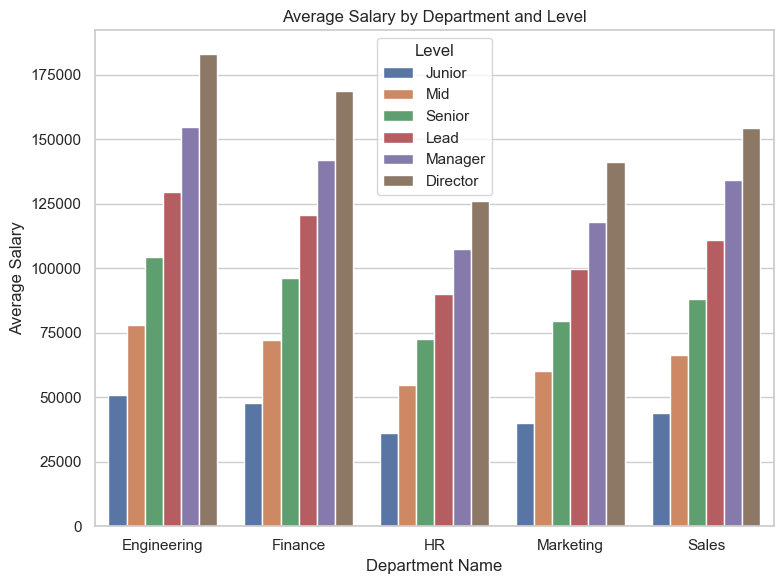 Average Salary by Department and Level
Level
Junior
Mid
Senior
Lead
Manager
Director
Average Salary
175000
150000
125000
100000
75000
50000
25000
0
Engineering
Finance
HR
Marketing
Sales
Department Name